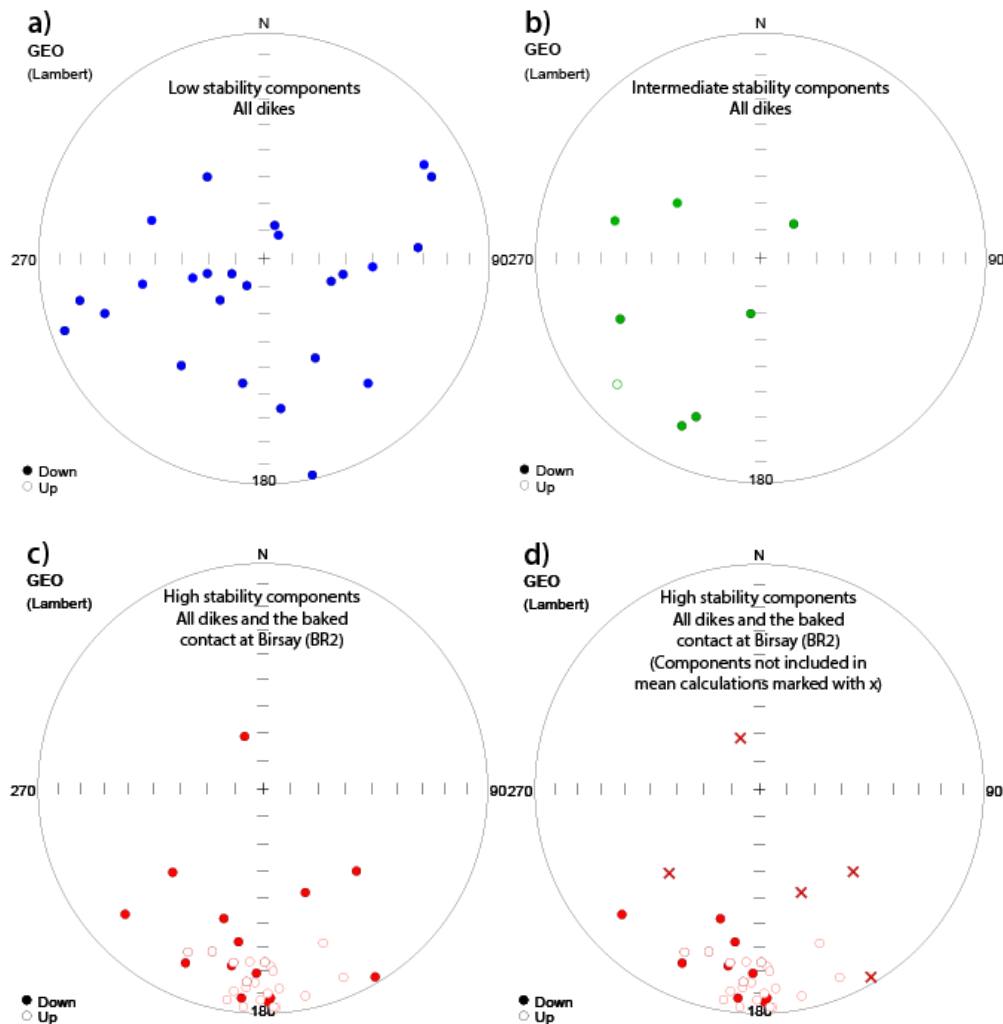 a)
GEO
(Lambert)
N
Low stability components
All dikes
270
90
180
Down
Up
b)
GEO
(Lambert)
N
Intermediate stability components
All dikes
270
90
180
Down
Up
c)
GEO
(Lambert)
N
High stability components
All dikes and the baked
contact at Birsay (BR2)
270
90
180
Down
Up
d)
GEO
(Lambert)
N
High stability components
All dikes and the baked
contact at Birsay (BR2)
(Components not included in
mean calculations marked with x)
270
90
180
Down
Up